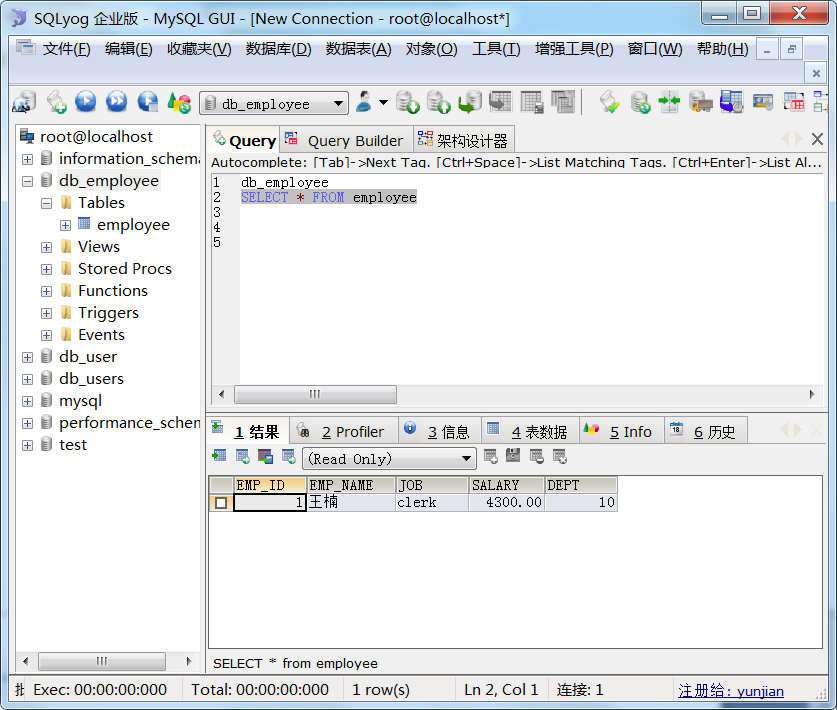 SQLyog 企业版 - MySQL GUI - [New Connection - root@localhost*]
文件(F) 编辑(E) 收藏夹(V) 数据库(D) 数据表(A) 对象(O) 工具(T) 增强工具(P) 窗口(W) 帮助(H)
db_employee
root@localhost
information_schema
db_employee
Tables
employee
Views
Stored Procs
Functions
Triggers
Events
db_user
db_users
mysql
performance_schem
test
Query Query Builder 架构设计器
Autocomplete: [Tab]->Next Tag. [Ctrl+Space]->List Matching Tags. [Ctrl+Enter]->List Al...
1 db_employee
2 SELECT * FROM employee
3
4
5
1 结果 2 Profiler 3 信息 4 表数据 5 Info 6 历史
(Read Only)
EMP_ID EMP_NAME JOB SALARY DEPT
1 王楠 clerk 4300.00 10
SELECT * from employee
批 Exec: 00:00:00:000 Total: 00:00:00:000 1 row(s) Ln 2, Col 1 连接: 1 注册给: yunjian